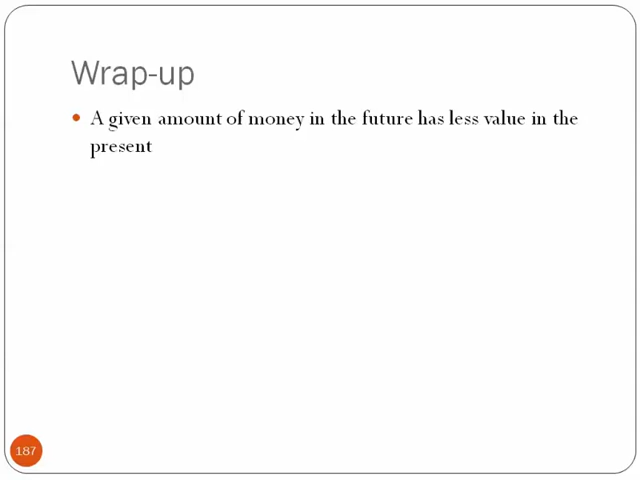 Wrap-up
• A given amount of money in the future has less value in the
present
187